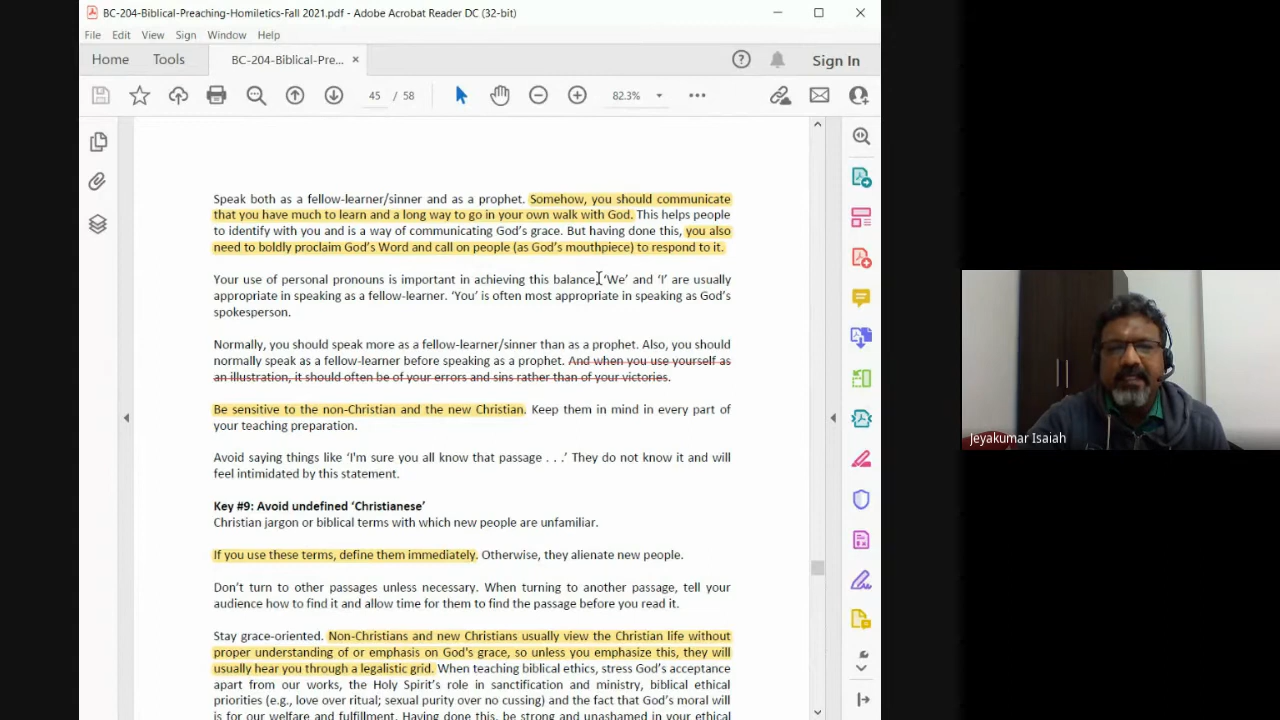 BC-204-Biblical-Preaching-Homiletics-Fall 2021.pdf - Adobe Acrobat Reader DC (32-bit)
File Edit View Sign Window Help
Home Tools BC-204-Biblical-Pre... × Sign In
45 / 58 82.3%
Speak both as a fellow-learner/sinner and as a prophet. Somehow, you should communicate
that you have much to learn and a long way to go in your own walk with God. This helps people
to identify with you and is a way of communicating God’s grace. But having done this, you also
need to boldly proclaim God’s Word and call on people (as God’s mouthpiece) to respond to it.
Your use of personal pronouns is important in achieving this balance. ‘We’ and ‘I’ are usually
appropriate in speaking as a fellow-learner. ‘You’ is often most appropriate in speaking as God’s
spokesperson.
Normally, you should speak more as a fellow-learner/sinner than as a prophet. Also, you should
normally speak as a fellow-learner before speaking as a prophet. And when you use yourself as
an illustration, it should often be of your errors and sins rather than of your victories.
Be sensitive to the non-Christian and the new Christian. Keep them in mind in every part of
your teaching preparation.
Avoid saying things like ‘I'm sure you all know that passage . . .’ They do not know it and will
feel intimidated by this statement.
Key #9: Avoid undefined ‘Christianese’
Christian jargon or biblical terms with which new people are unfamiliar.
If you use these terms, define them immediately. Otherwise, they alienate new people.
Don’t turn to other passages unless necessary. When turning to another passage, tell your
audience how to find it and allow time for them to find the passage before you read it.
Stay grace-oriented. Non-Christians and new Christians usually view the Christian life without
proper understanding of or emphasis on God's grace, so unless you emphasize this, they will
usually hear you through a legalistic grid. When teaching biblical ethics, stress God’s acceptance
apart from our works, the Holy Spirit’s role in sanctification and ministry, biblical ethical
priorities (e.g., love over ritual; sexual purity over no cussing) and the fact that God’s moral will
is for our welfare and fulfillment. Having done this, be strong and unashamed in your ethical
Jeyakumar Isaiah